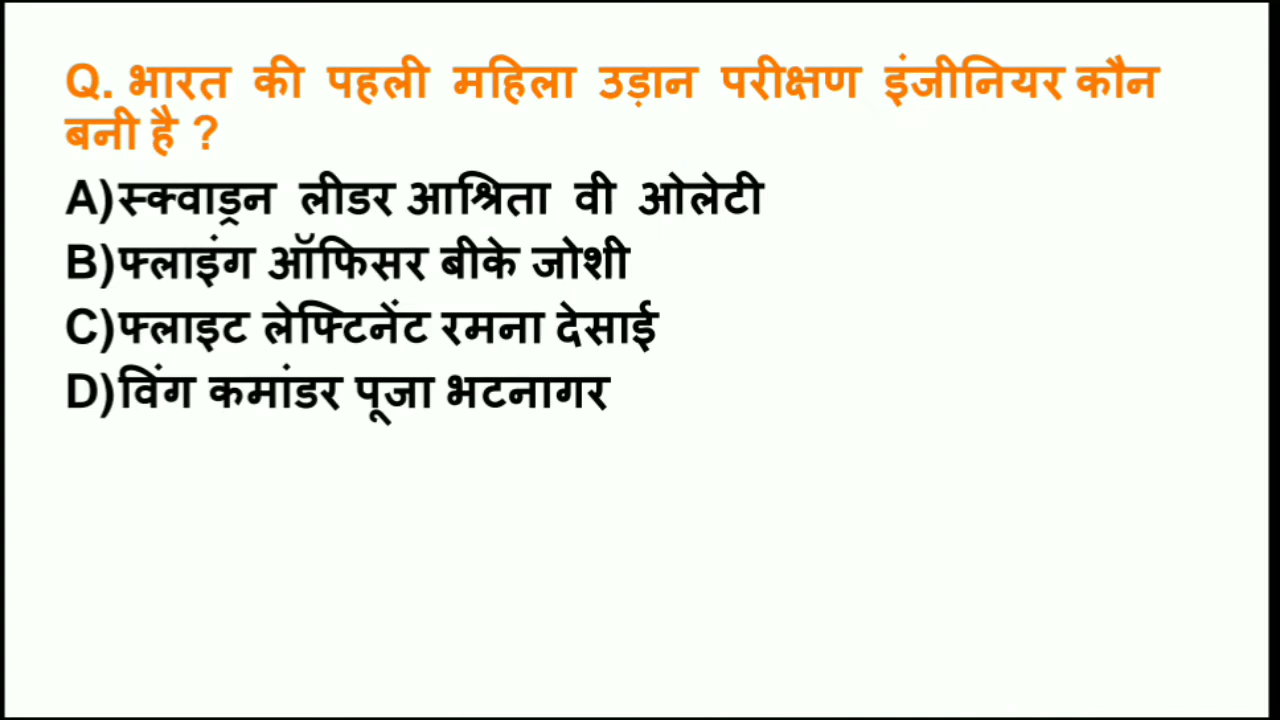 Q. भारत की पहली महिला उड़ान परीक्षण इंजीनियर कौन
बनी है ?
A)स्क्वाड्रन लीडर आश्रिता वी ओलेटी
B)फ्लाइंग ऑफिसर बीके जोशी
C)फ्लाइट लेफ्टिनेंट रमना देसाई
D)विंग कमांडर पूजा भटनागर